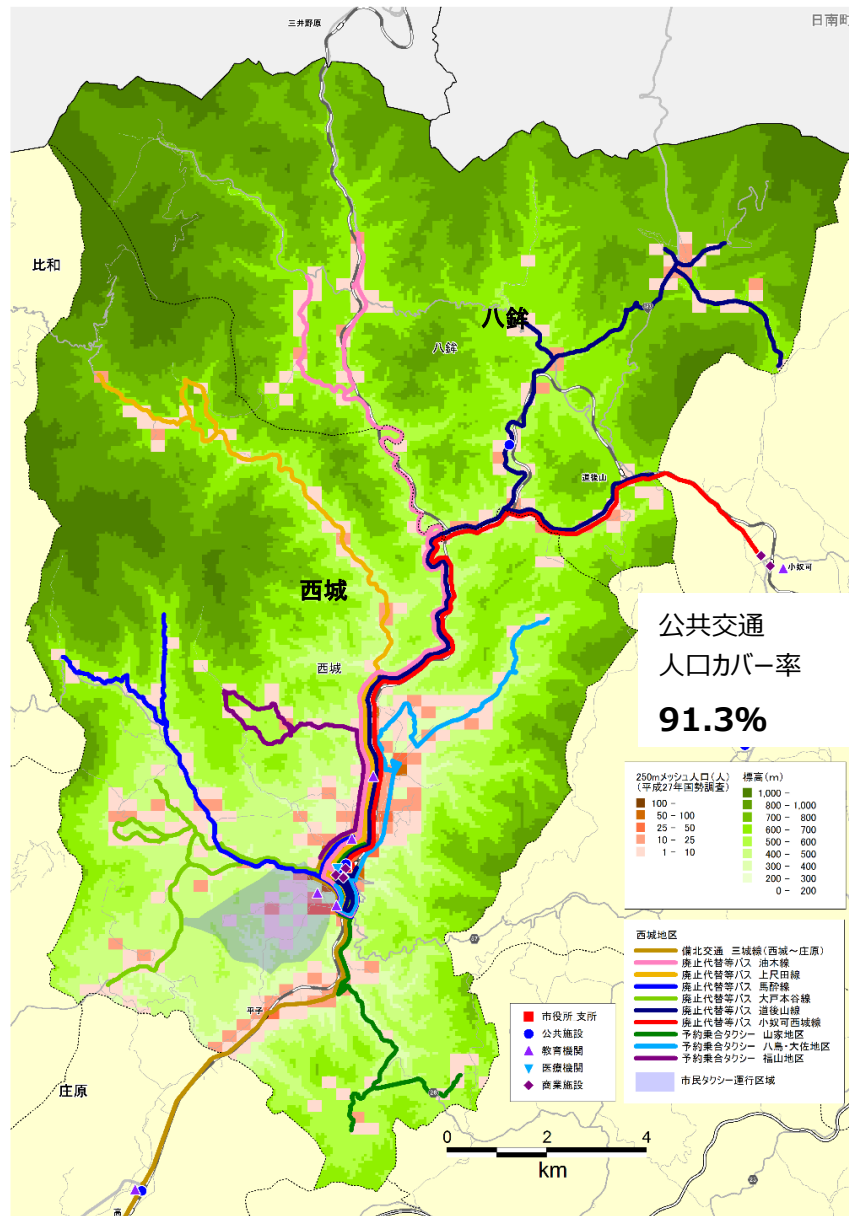 三井野原
日南町
比和
八鉾
八鉾
道後山
小奴可
西城
西城
公共交通
人口カバー率
91.3%
250mメッシュ人口(人)
(平成27年国勢調査)
100 -
50 - 100
25 - 50
10 - 25
1 - 10
標高(m)
1,000 -
800 - 1,000
700 - 800
600 - 700
500 - 600
400 - 500
300 - 400
200 - 300
0 - 200
平子
庄原
高
西城地区
備北交通 三城線(西城～庄原)
廃止代替等バス 油木線
廃止代替等バス 上尺田線
廃止代替等バス 馬酔線
廃止代替等バス 大戸木谷線
廃止代替等バス 道後山線
廃止代替等バス 小奴可西城線
予約乗合タクシー 山家地区
予約乗合タクシー 八鳥・大佐地区
予約乗合タクシー 福山地区
市民タクシー運行区域
市役所 支所
公共施設
教育機関
医療機関
商業施設
0 2 4
km